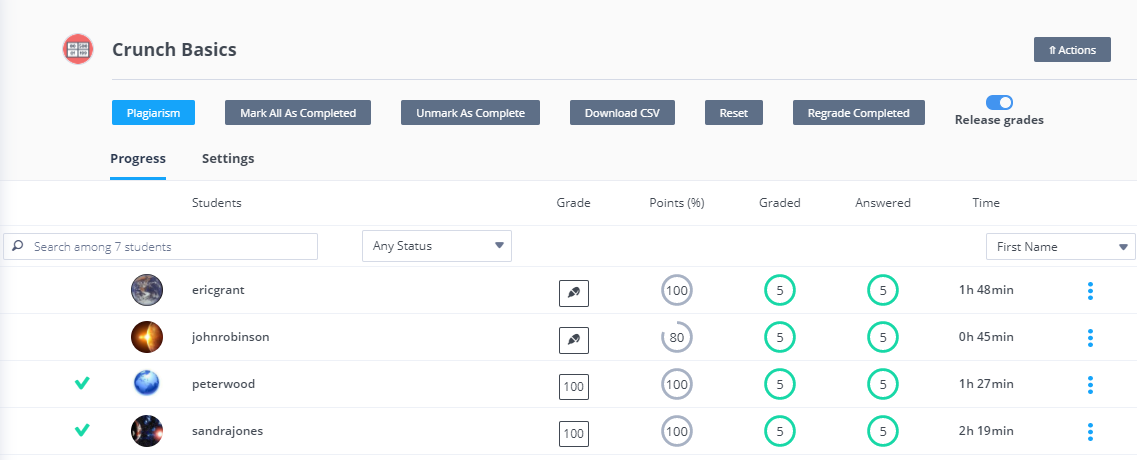 Crunch Basics
⇑ Actions
Plagiarism Mark All As Completed Unmark As Complete Download CSV Reset Regrade Completed Release grades
Progress Settings
Students Grade Points (%) Graded Answered Time
Search among 7 students Any Status First Name
ericgrant 100 5 5 1h 48min
johnrobinson 80 5 5 0h 45min
peterwood 100 100 5 5 1h 27min
sandrajones 100 100 5 5 2h 19min